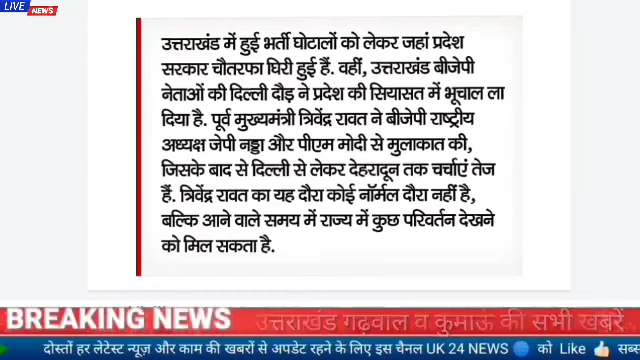 LIVE
NEWS
उत्तराखंड में हुई भर्ती घोटालों को लेकर जहां प्रदेश
सरकार चौतरफा घिरी हुई हैं. वहीं, उत्तराखंड बीजेपी
नेताओं की दिल्ली दौड़ ने प्रदेश की सियासत में भूचाल ला
दिया है. पूर्व मुख्यमंत्री त्रिवेंद्र रावत ने बीजेपी राष्ट्रीय
अध्यक्ष जेपी नड्डा और पीएम मोदी से मुलाकात की,
जिसके बाद से दिल्ली से लेकर देहरादून तक चर्चाएं तेज
हैं. त्रिवेंद्र रावत का यह दौरा कोई नॉर्मल दौरा नहीं है,
बल्कि आने वाले समय में राज्य में कुछ परिवर्तन देखने
को मिल सकता है.
BREAKING NEWS उत्तराखंड गढ़वाल व कुमाऊं की सभी खबरें
दोस्तों हर लेटेस्ट न्यूज़ और काम की खबरों से अपडेट रहने के लिए इस चैनल UK 24 NEWS को Like